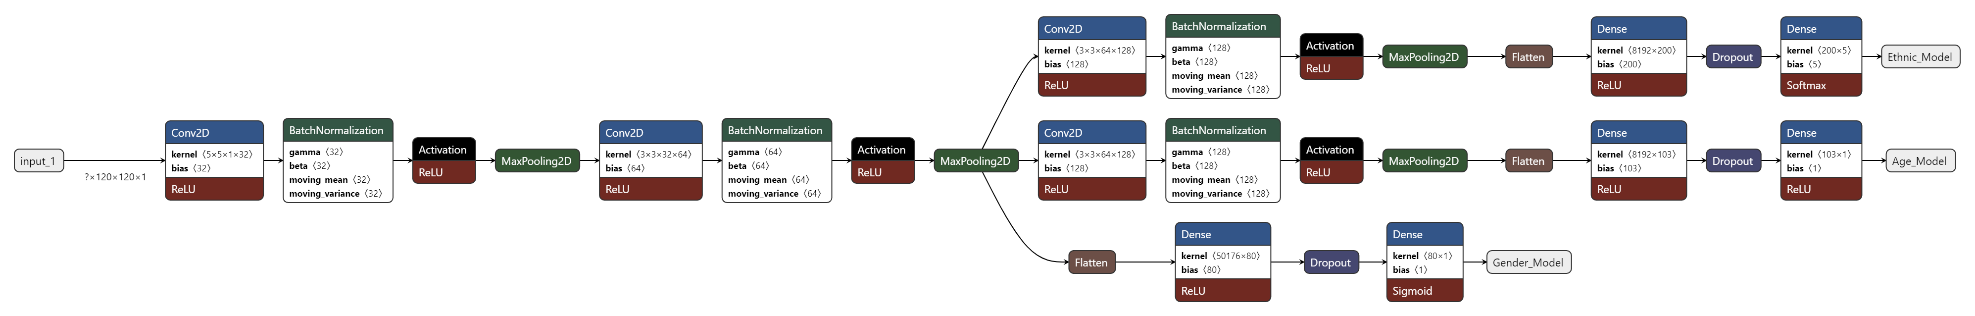 input_1
?×120×120×1
Conv2D
kernel ⟨5×5×1×32⟩
bias ⟨32⟩
ReLU
BatchNormalization
gamma ⟨32⟩
beta ⟨32⟩
moving_mean ⟨32⟩
moving_variance ⟨32⟩
Activation
ReLU
MaxPooling2D
Conv2D
kernel ⟨3×3×32×64⟩
bias ⟨64⟩
ReLU
BatchNormalization
gamma ⟨64⟩
beta ⟨64⟩
moving_mean ⟨64⟩
moving_variance ⟨64⟩
Activation
ReLU
MaxPooling2D
Conv2D
kernel ⟨3×3×64×128⟩
bias ⟨128⟩
ReLU
BatchNormalization
gamma ⟨128⟩
beta ⟨128⟩
moving_mean ⟨128⟩
moving_variance ⟨128⟩
Activation
ReLU
MaxPooling2D
Flatten
Dense
kernel ⟨8192×200⟩
bias ⟨200⟩
ReLU
Dropout
Dense
kernel ⟨200×5⟩
bias ⟨5⟩
Softmax
Ethnic_Model
Conv2D
kernel ⟨3×3×64×128⟩
bias ⟨128⟩
ReLU
BatchNormalization
gamma ⟨128⟩
beta ⟨128⟩
moving_mean ⟨128⟩
moving_variance ⟨128⟩
Activation
ReLU
MaxPooling2D
Flatten
Dense
kernel ⟨8192×103⟩
bias ⟨103⟩
ReLU
Dropout
Dense
kernel ⟨103×1⟩
bias ⟨1⟩
ReLU
Age_Model
Flatten
Dense
kernel ⟨50176×80⟩
bias ⟨80⟩
ReLU
Dropout
Dense
kernel ⟨80×1⟩
bias ⟨1⟩
Sigmoid
Gender_Model